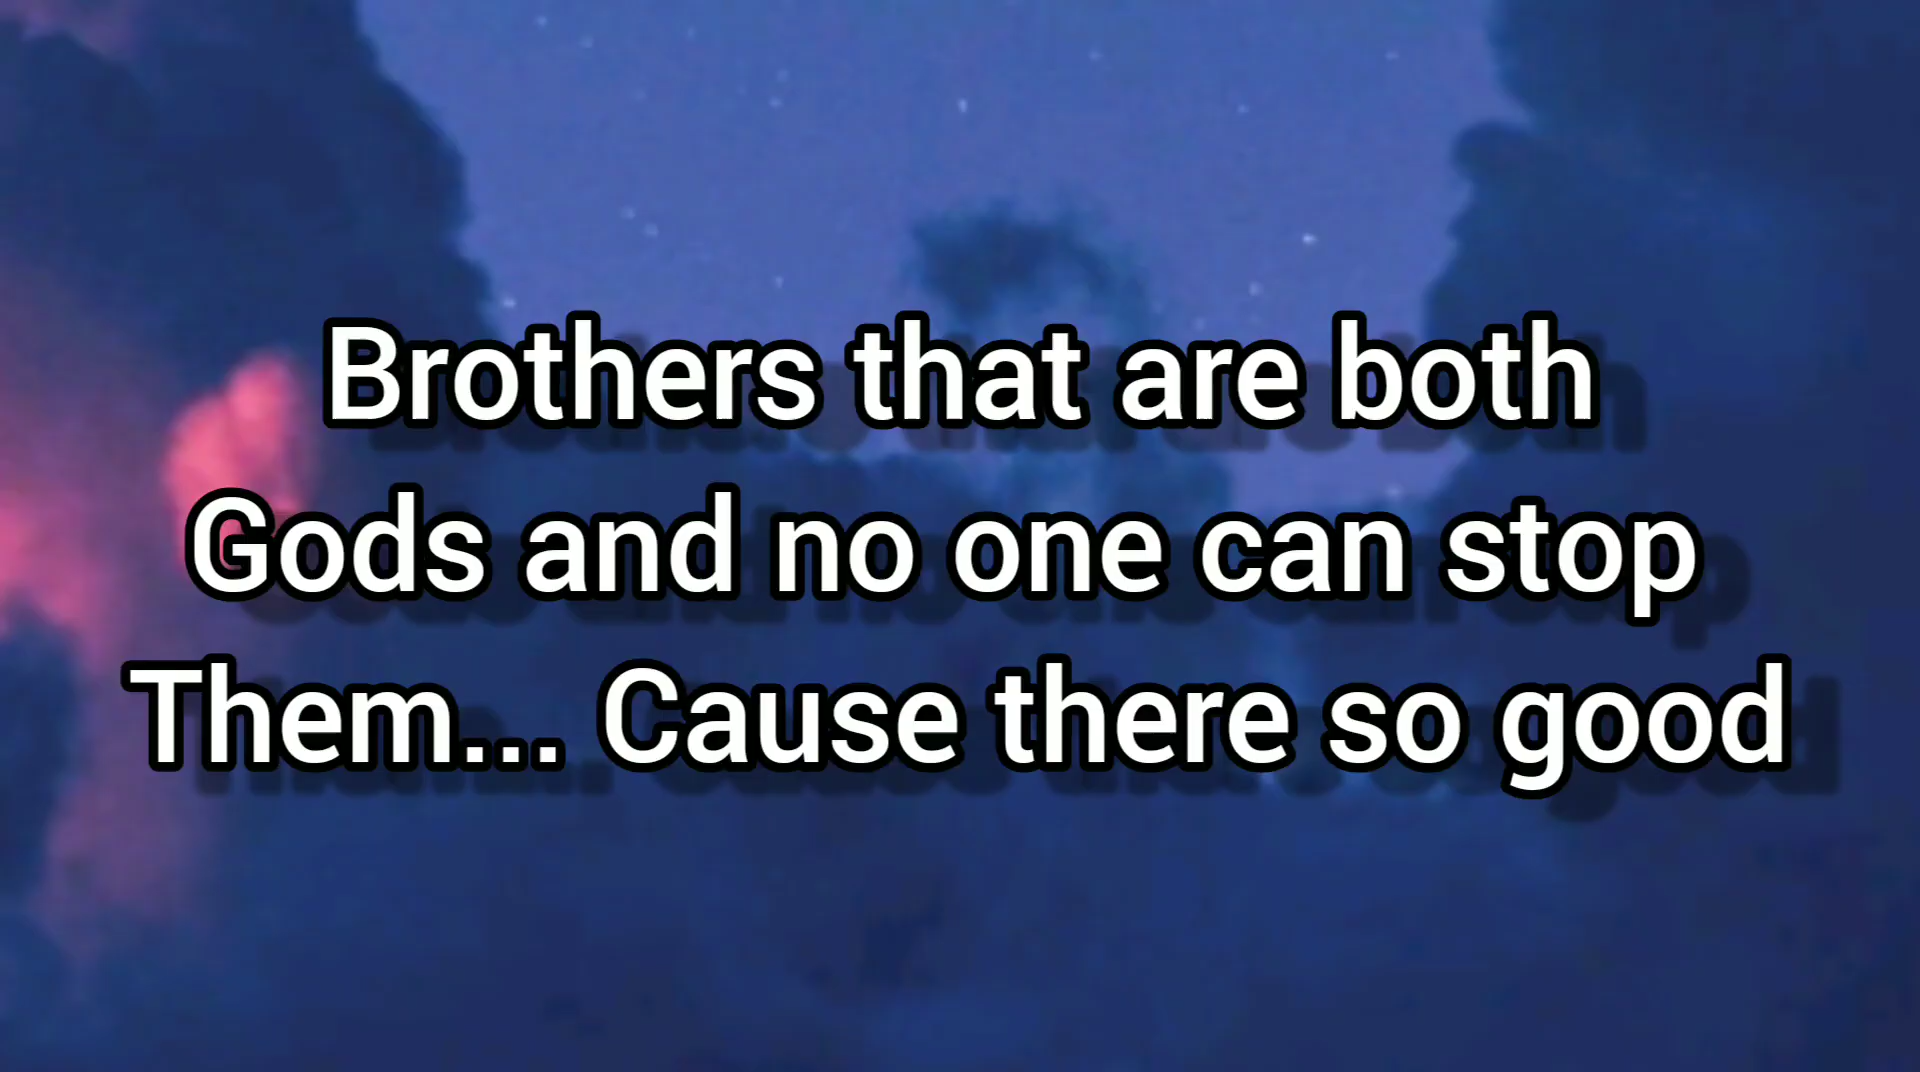 Brothers that are both
Gods and no one can stop
Them... Cause there so good